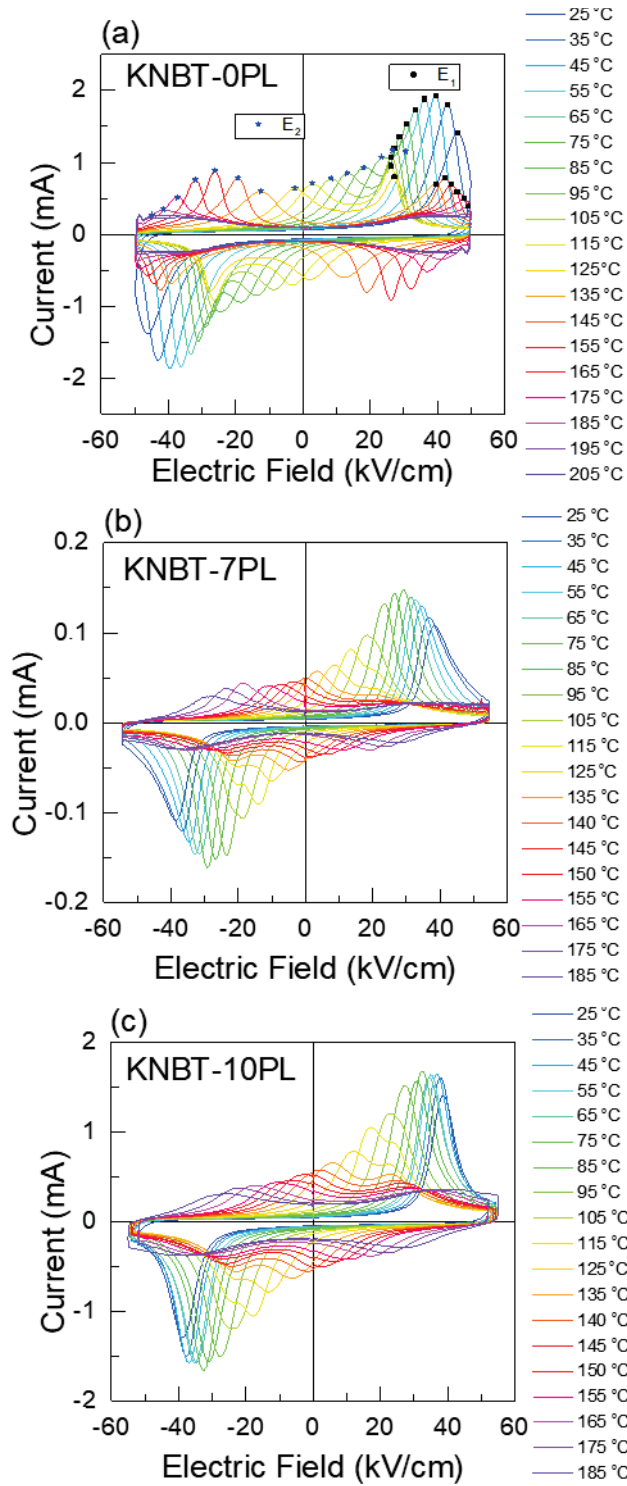 (a)
KNBT-0PL
E1
E2
2
1
0
-1
-2
Current (mA)
-60 -40 -20 0 20 40 60
Electric Field (kV/cm)
25 °C
35 °C
45 °C
55 °C
65 °C
75 °C
85 °C
95 °C
105 °C
115 °C
125 °C
135 °C
145 °C
155 °C
165 °C
175 °C
185 °C
195 °C
205 °C
(b)
KNBT-7PL
0.2
0.1
0.0
-0.1
-0.2
Current (mA)
-60 -40 -20 0 20 40 60
Electric Field (kV/cm)
25 °C
35 °C
45 °C
55 °C
65 °C
75 °C
85 °C
95 °C
105 °C
115 °C
125 °C
135 °C
140 °C
145 °C
150 °C
155 °C
165 °C
175 °C
185 °C
(c)
KNBT-10PL
2
1
0
-1
-2
Current (mA)
-60 -40 -20 0 20 40 60
Electric Field (kV/cm)
25 °C
35 °C
45 °C
55 °C
65 °C
75 °C
85 °C
95 °C
105 °C
115 °C
125 °C
135 °C
140 °C
145 °C
150 °C
155 °C
165 °C
175 °C
185 °C